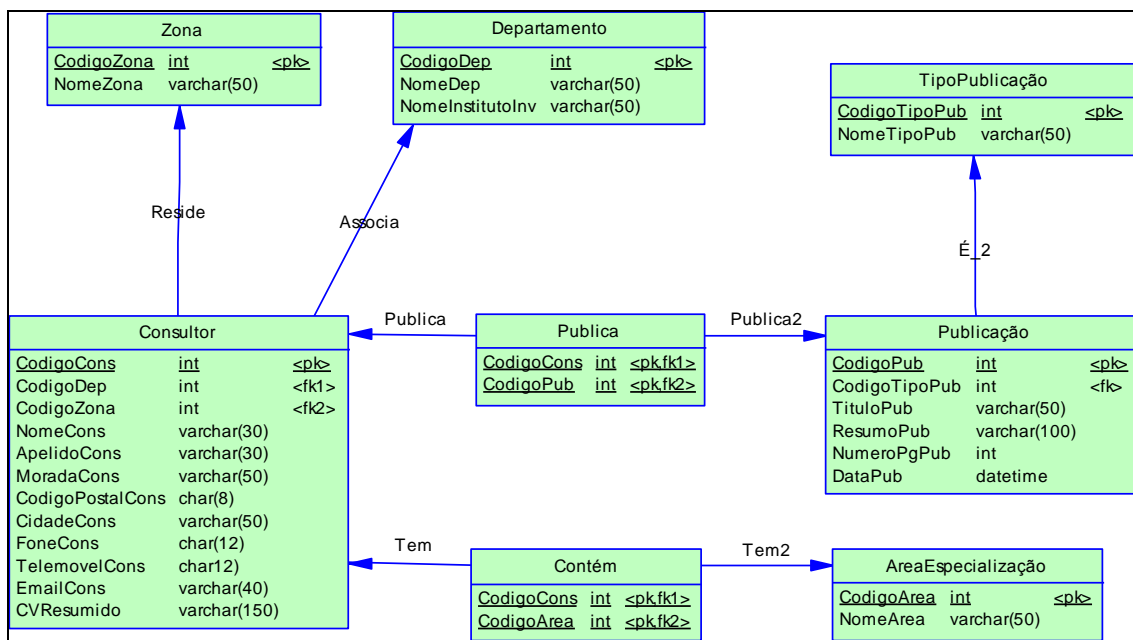 Zona
CodigoZona int <pk>
NomeZona varchar(50)
Departamento
CodigoDep int <pk>
NomeDep varchar(50)
NomeInstitutoInv varchar(50)
TipoPublicação
CodigoTipoPub int <pk>
NomeTipoPub varchar(50)
Reside
Associa
É_2
Consultor
CodigoCons int <pk>
CodigoDep int <fk1>
CodigoZona int <fk2>
NomeCons varchar(30)
ApelidoCons varchar(30)
MoradaCons varchar(50)
CodigoPostalCons char(8)
CidadeCons varchar(50)
FoneCons char(12)
TelemovelCons char12)
EmailCons varchar(40)
CVResumido varchar(150)
Publica
Publica
CodigoCons int <pk,fk1>
CodigoPub int <pk,fk2>
Publica2
Publicação
CodigoPub int <pk>
CodigoTipoPub int <fk>
TituloPub varchar(50)
ResumoPub varchar(100)
NumeroPgPub int
DataPub datetime
Tem
Contém
CodigoCons int <pk,fk1>
CodigoArea int <pk,fk2>
Tem2
AreaEspecialização
CodigoArea int <pk>
NomeArea varchar(50)